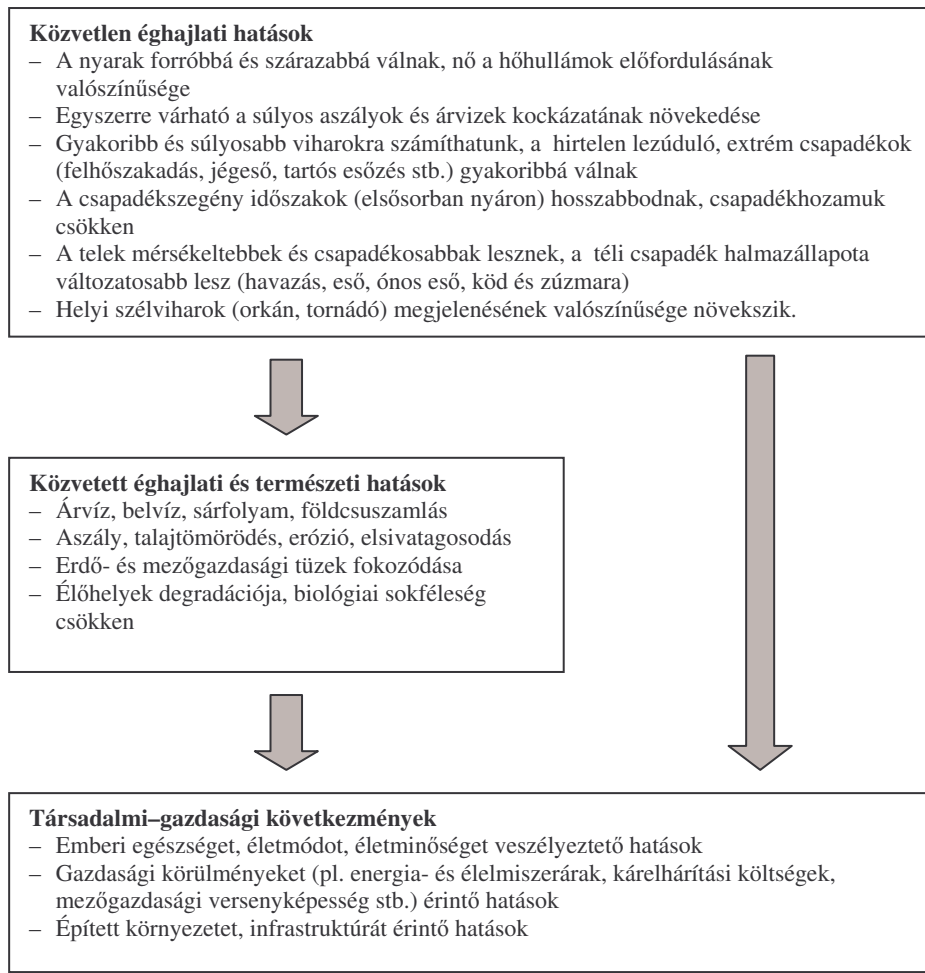 Közvetlen éghajlati hatások
– A nyarak forróbbá és szárazabbá válnak, nő a hőhullámok előfordulásának
valószínűsége
– Egyszerre várható a súlyos aszályok és árvizek kockázatának növekedése
– Gyakoribb és súlyosabb viharokra számíthatunk, a hirtelen lezúduló, extrém csapadékok
(felhőszakadás, jégeső, tartós esőzés stb.) gyakoribbá válnak
– A csapadékszegény időszakok (elsősorban nyáron) hosszabbodnak, csapadékhozamuk
csökken
– A telek mérsékeltebbek és csapadékosabbak lesznek, a téli csapadék halmazállapota
változatosabb lesz (havazás, eső, ónos eső, köd és zúzmara)
– Helyi szélviharok (orkán, tornádó) megjelenésének valószínűsége növekszik.
Közvetett éghajlati és természeti hatások
– Árvíz, belvíz, sárfolyam, földcsuszamlás
– Aszály, talajtömörödés, erózió, elsivatagosodás
– Erdő- és mezőgazdasági tüzek fokozódása
– Élőhelyek degradációja, biológiai sokféleség
csökken
Társadalmi–gazdasági következmények
– Emberi egészséget, életmódot, életminőséget veszélyeztető hatások
– Gazdasági körülményeket (pl. energia- és élelmiszerárak, kárelhárítási költségek,
mezőgazdasági versenyképesség stb.) érintő hatások
– Épített környezetet, infrastruktúrát érintő hatások